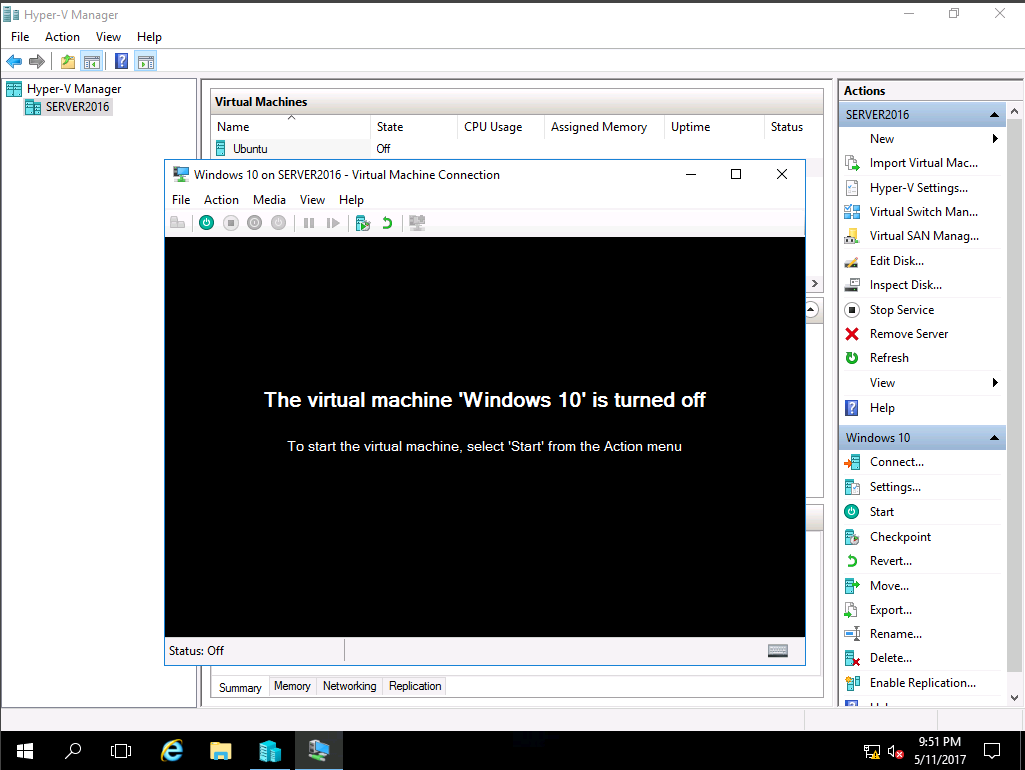 Hyper-V Manager
File Action View Help
Hyper-V Manager
SERVER2016
Virtual Machines
Name State CPU Usage Assigned Memory Uptime Status
Ubuntu Off
Windows 10 on SERVER2016 - Virtual Machine Connection
File Action Media View Help
The virtual machine 'Windows 10' is turned off
To start the virtual machine, select 'Start' from the Action menu
Status: Off
Summary Memory Networking Replication
Actions
SERVER2016
New
Import Virtual Mac...
Hyper-V Settings...
Virtual Switch Man...
Virtual SAN Manag...
Edit Disk...
Inspect Disk...
Stop Service
Remove Server
Refresh
View
Help
Windows 10
Connect...
Settings...
Start
Checkpoint
Revert...
Move...
Export...
Rename...
Delete...
Enable Replication...
9:51 PM
5/11/2017